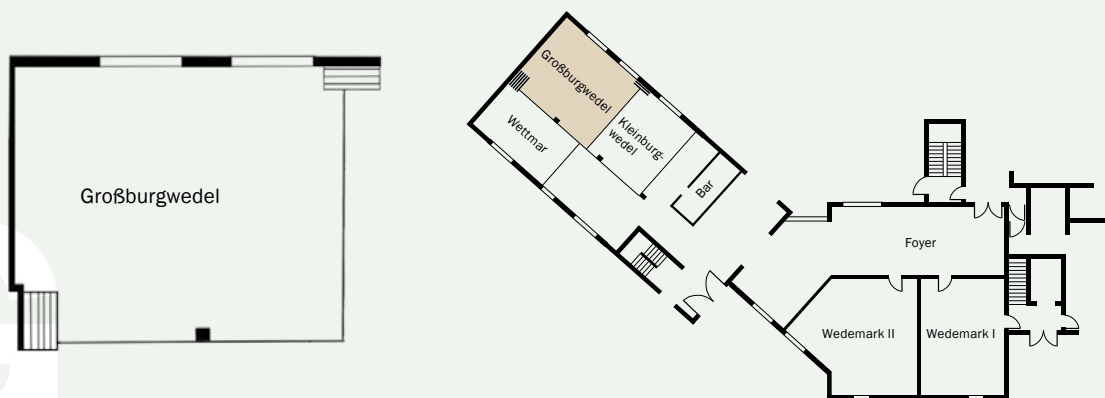 Großburgwedel
Großburgwedel
Wettmar
Kleinburg-
wedel
Bar
Foyer
Wedemark II
Wedemark I